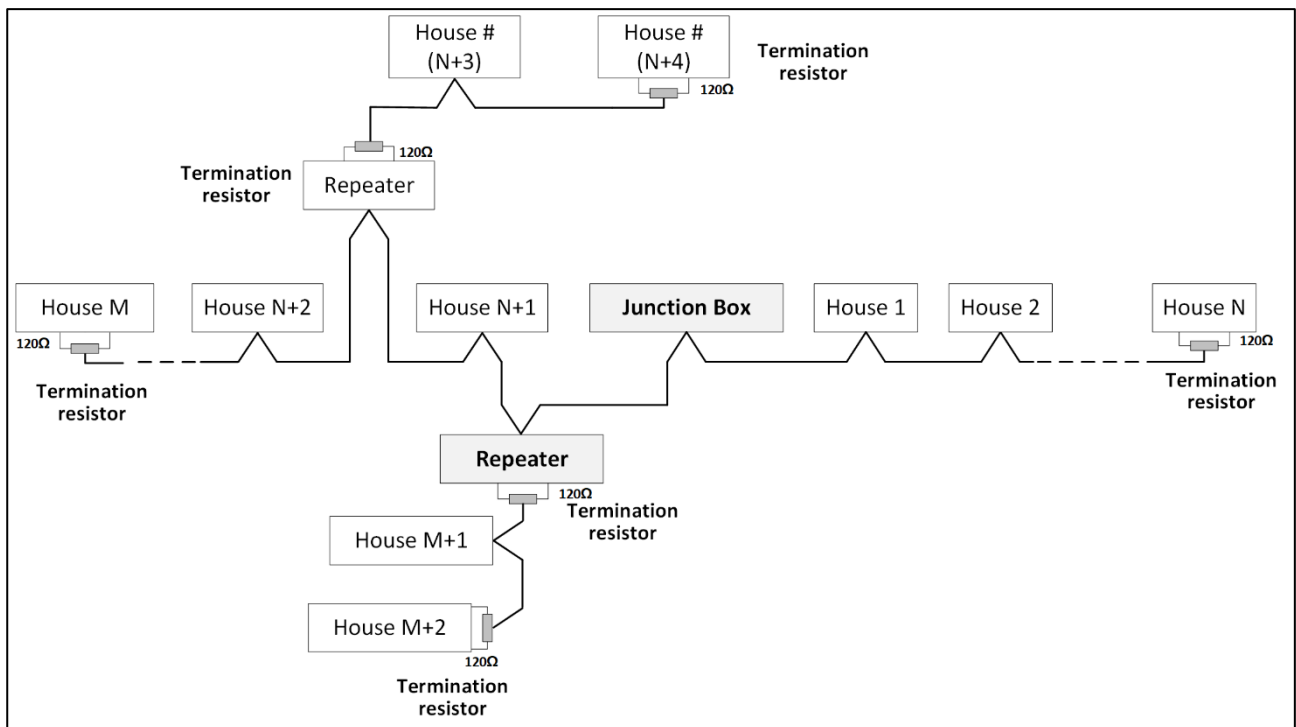 House #
(N+3)
House #
(N+4)
Termination
resistor
120Ω
120Ω
Termination
resistor
Repeater
House M
House N+2
House N+1
Junction Box
House 1
House 2
House N
120Ω
120Ω
Termination
resistor
Termination
resistor
Repeater
120Ω
Termination
resistor
House M+1
House M+2
120Ω
Termination
resistor